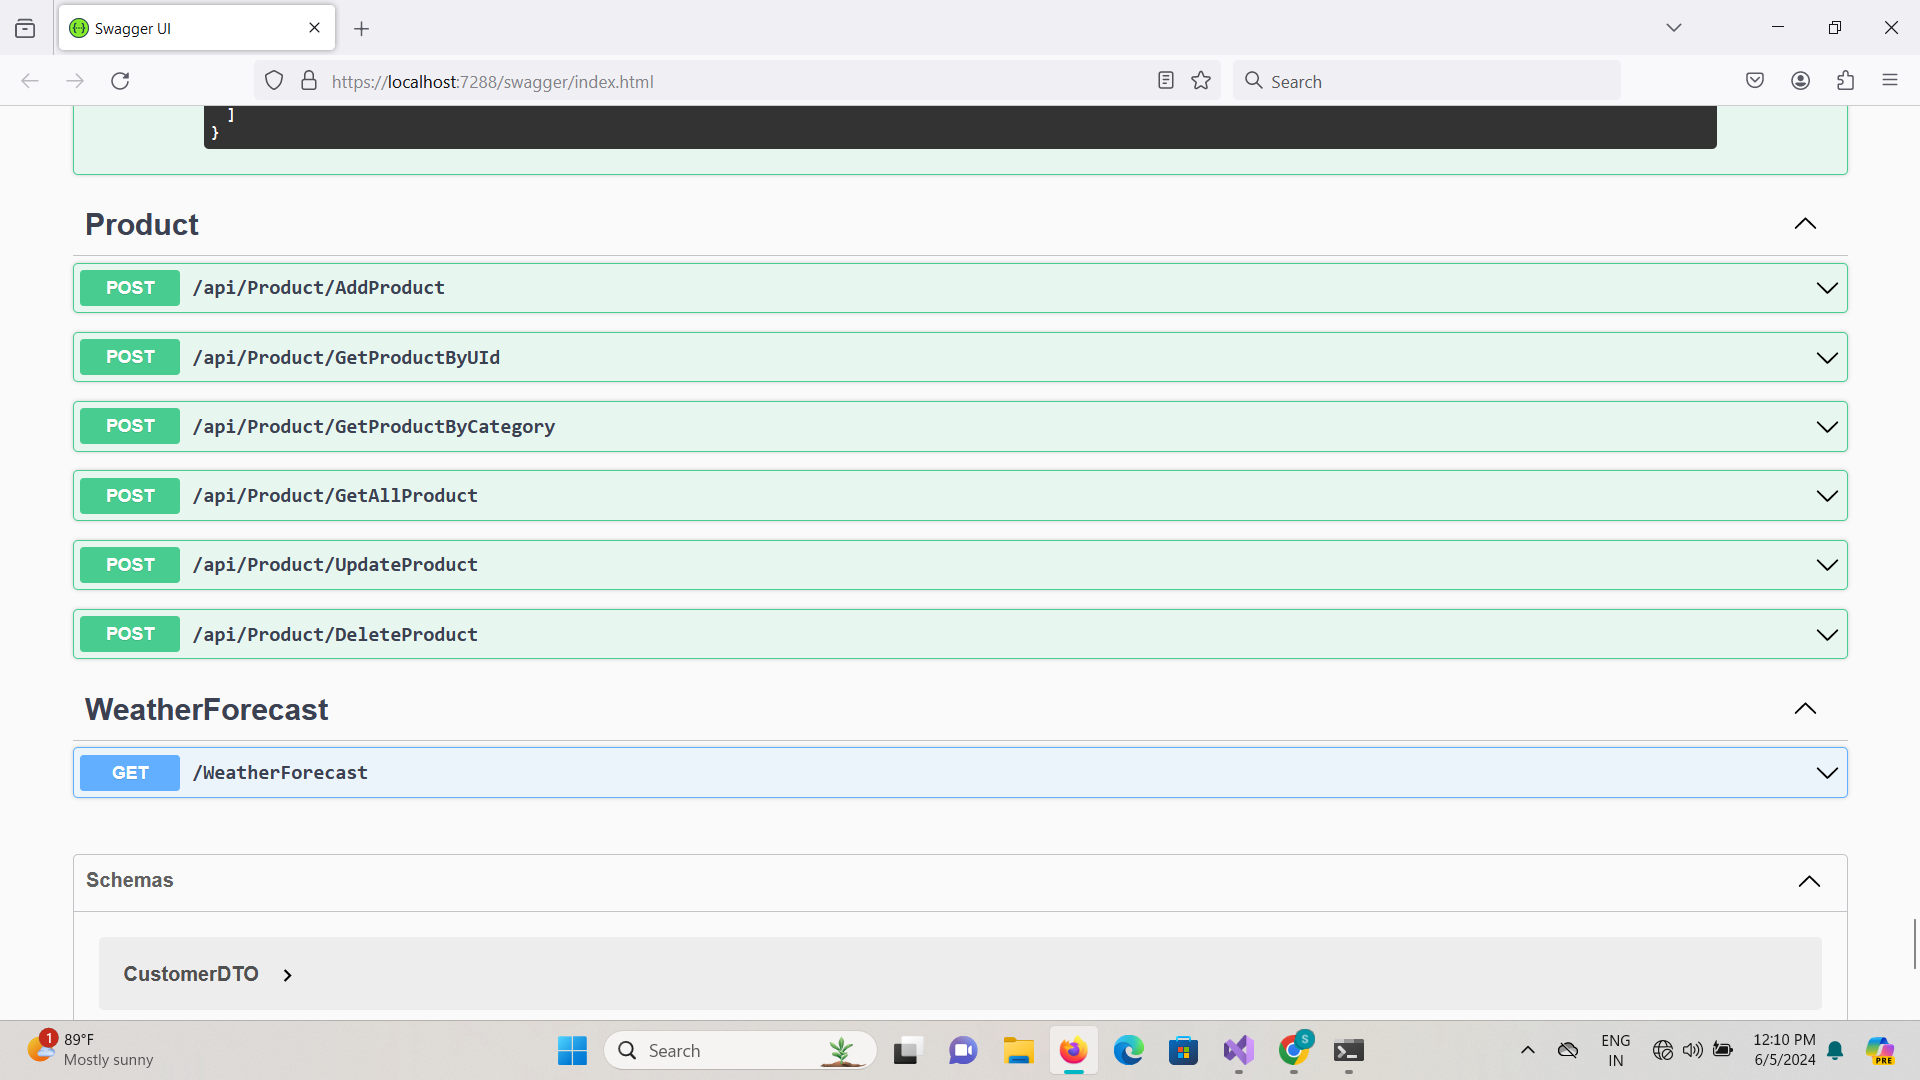 Swagger UI
https://localhost:7288/swagger/index.html
Search
]
}
Product
POST /api/Product/AddProduct
POST /api/Product/GetProductByUId
POST /api/Product/GetProductByCategory
POST /api/Product/GetAllProduct
POST /api/Product/UpdateProduct
POST /api/Product/DeleteProduct
WeatherForecast
GET /WeatherForecast
Schemas
CustomerDTO
1
89°F
Mostly sunny
Search
S
ENG
IN
12:10 PM
6/5/2024
PRE